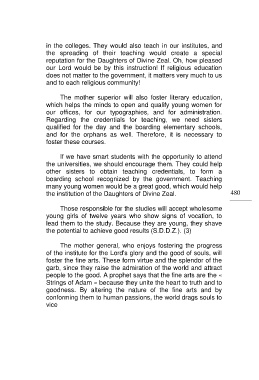 in the colleges. They would also teach in our institutes, and
the spreading of their teaching would create a special
reputation for the Daughters of Divine Zeal. Oh, how pleased
our Lord would be by this instruction! If religious education
does not matter to the government, it matters very much to us
and to each religious community!
The mother superior will also foster literary education,
which helps the minds to open and qualify young women for
our offices, for our typographies, and for administration.
Regarding the credentials for teaching, we need sisters
qualified for the day and the boarding elementary schools,
and for the orphans as well. Therefore, it is necessary to
foster these courses.
If we have smart students with the opportunity to attend
the universities, we should encourage them. They could help
other sisters to obtain teaching credentials, to form a
boarding school recognized by the government. Teaching
many young women would be a great good, which would help
the institution of the Daughters of Divine Zeal.
480
Those responsible for the studies will accept wholesome
young girls of twelve years who show signs of vocation, to
lead them to the study. Because they are young, they shave
the potential to achieve good results (S.D.D.Z.). (3)
The mother general, who enjoys fostering the progress
of the institute for the Lord's glory and the good of souls, will
foster the fine arts. These form virtue and the splendor of the
garb, since they raise the admiration of the world and attract
people to the good. A prophet says that the fine arts are the «
Strings of Adam » because they unite the heart to truth and to
goodness. By altering the nature of the fine arts and by
conforming them to human passions, the world drags souls to
vice